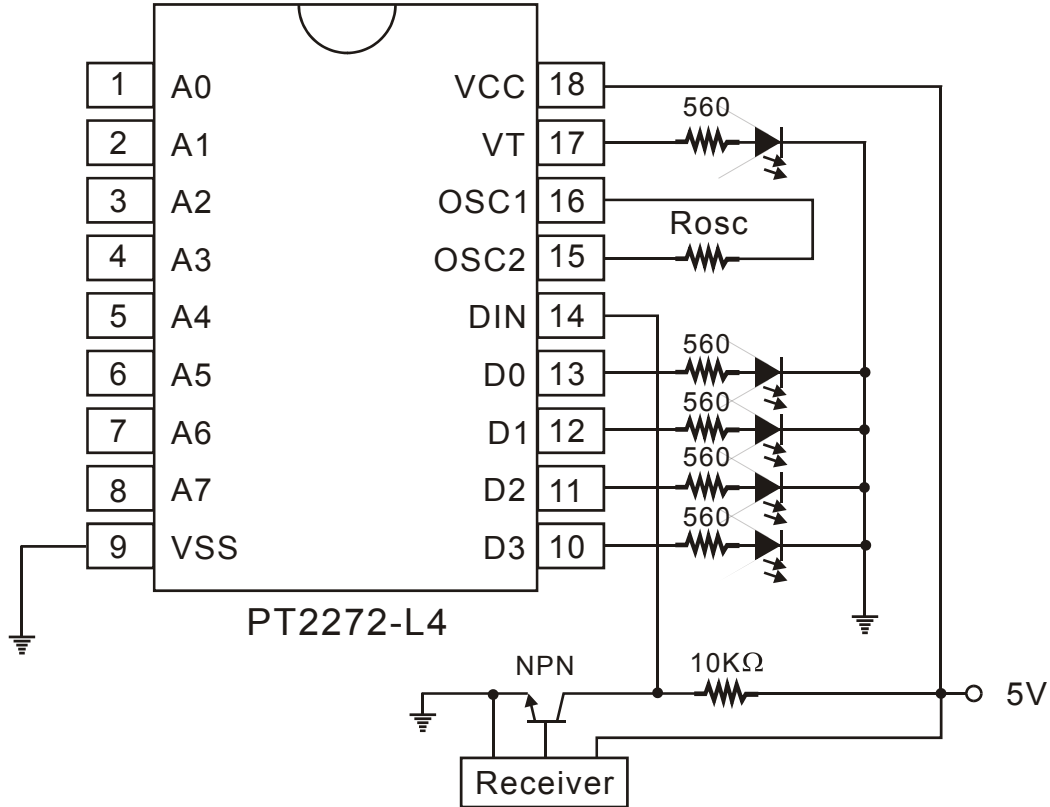 1 A0 VCC 18
560
2 A1 VT 17
3 A2 OSC1 16
Rosc
4 A3 OSC2 15
5 A4 DIN 14
560
6 A5 D0 13
560
7 A6 D1 12
560
8 A7 D2 11
560
9 VSS D3 10
PT2272-L4
NPN 10KΩ
5V
Receiver